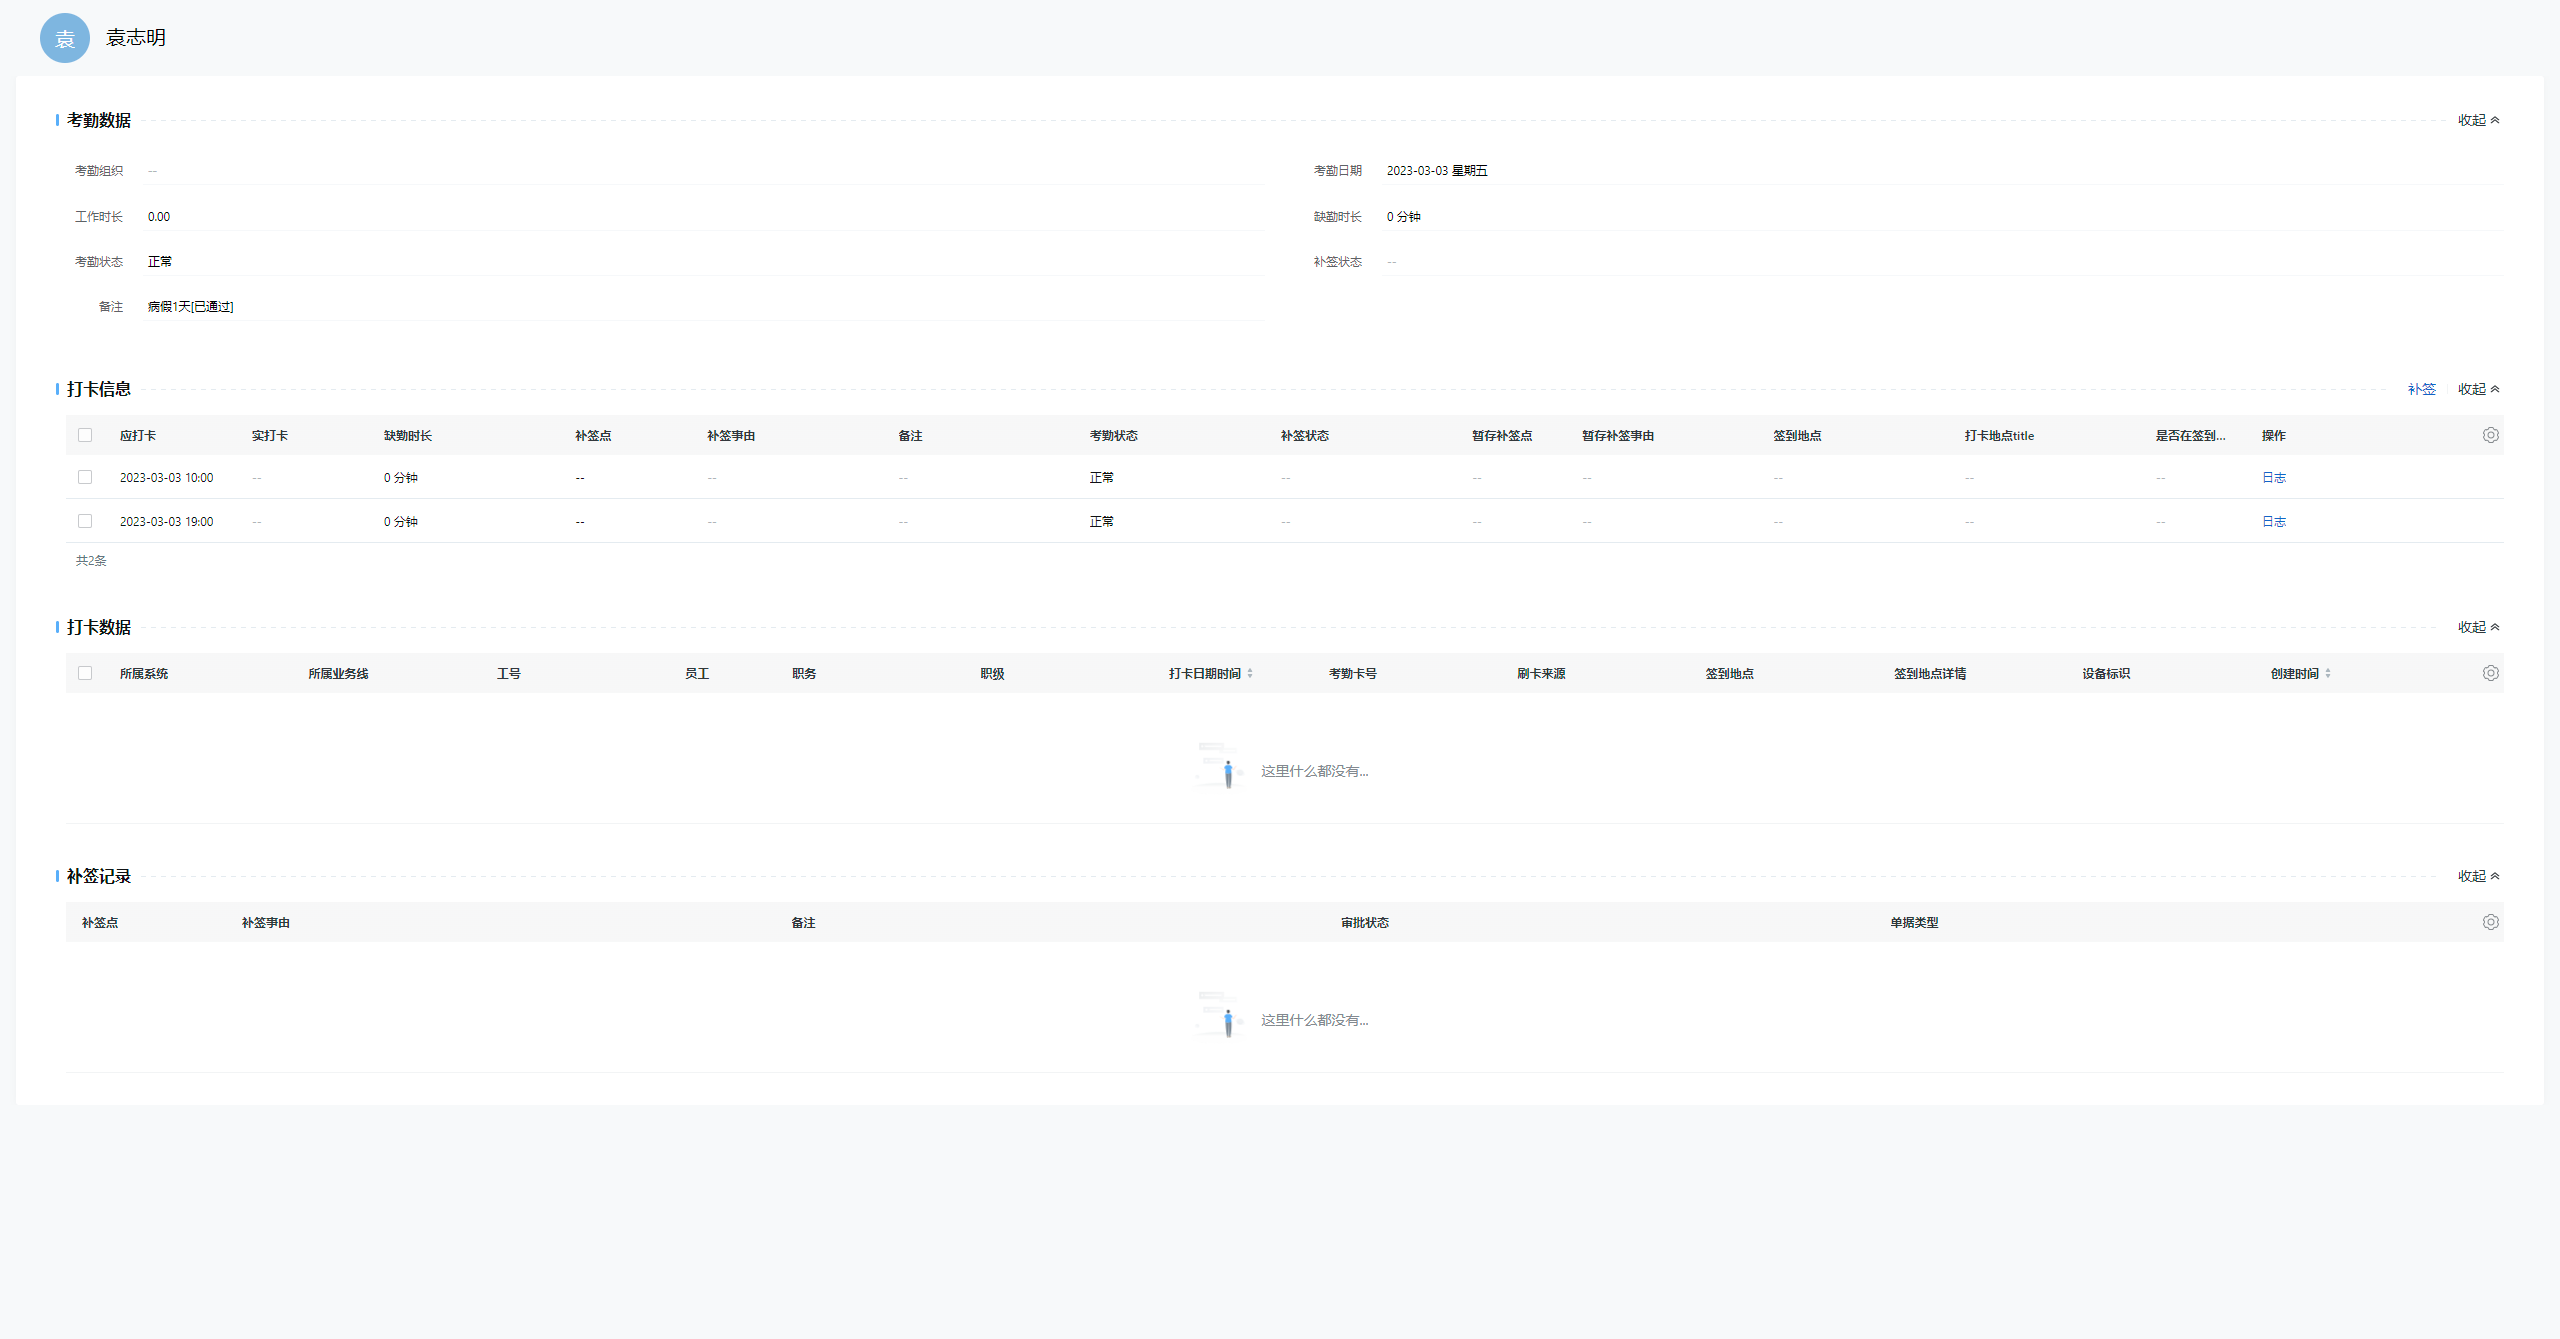 袁 袁志明
考勤数据 收起
考勤组织 -- 考勤日期 2023-03-03 星期五
工作时长 0.00 缺勤时长 0 分钟
考勤状态 正常 补签状态 --
备注 病假1天[已通过]
打卡信息 补签 收起
应打卡 实打卡 缺勤时长 补签点 补签事由 备注 考勤状态 补签状态 暂存补签点 暂存补签事由 签到地点 打卡地点title 是否在签到... 操作
2023-03-03 10:00 -- 0 分钟 -- -- -- 正常 -- -- -- -- -- -- 日志
2023-03-03 19:00 -- 0 分钟 -- -- -- 正常 -- -- -- -- -- -- 日志
共2条
打卡数据 收起
所属系统 所属业务线 工号 员工 职务 职级 打卡日期时间 考勤卡号 刷卡来源 签到地点 签到地点详情 设备标识 创建时间
这里什么都没有...
补签记录 收起
补签点 补签事由 备注 审批状态 单据类型
这里什么都没有...